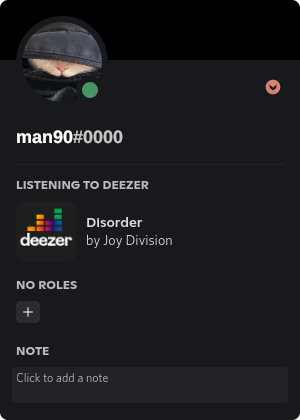 man90#0000
LISTENING TO DEEZER
deezer
Disorder
by Joy Division
NO ROLES
+
NOTE
Click to add a note